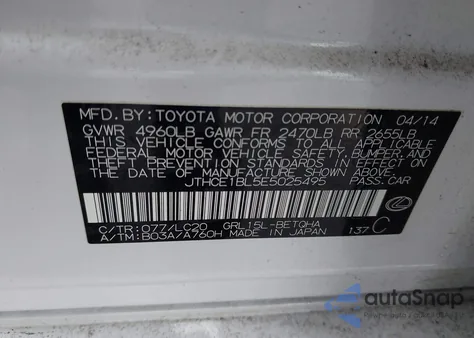 MFD. BY: TOYOTA MOTOR CORPORATION 04/14
GVWR 4960LB GAWR FR 2470LB RR 2655LB
THIS VEHICLE CONFORMS TO ALL APPLICABLE
FEDERAL MOTOR VEHICLE SAFETY, BUMPER AND
THEFT PREVENTION STANDARDS IN EFFECT ON
THE DATE OF MANUFACTURE SHOWN ABOVE.
JTHCE1BL5E5025495 PASS. CAR
C/TR: 077/LC20 GRL15L-BETQHA
A/TM: B03A/A760H MADE IN JAPAN 137 C
autoSnap